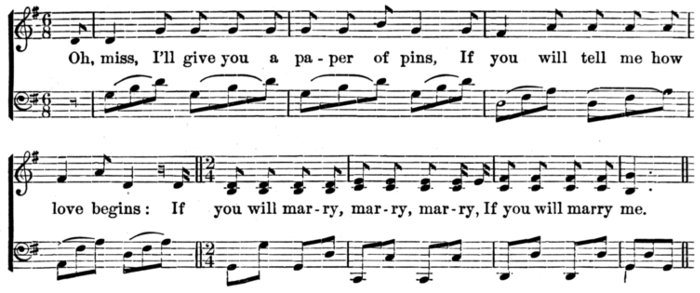 Oh, miss, I'll give you a pa - per of pins, If you will tell me how
love begins: If you will mar - ry, mar - ry, mar - ry, If you will marry me.